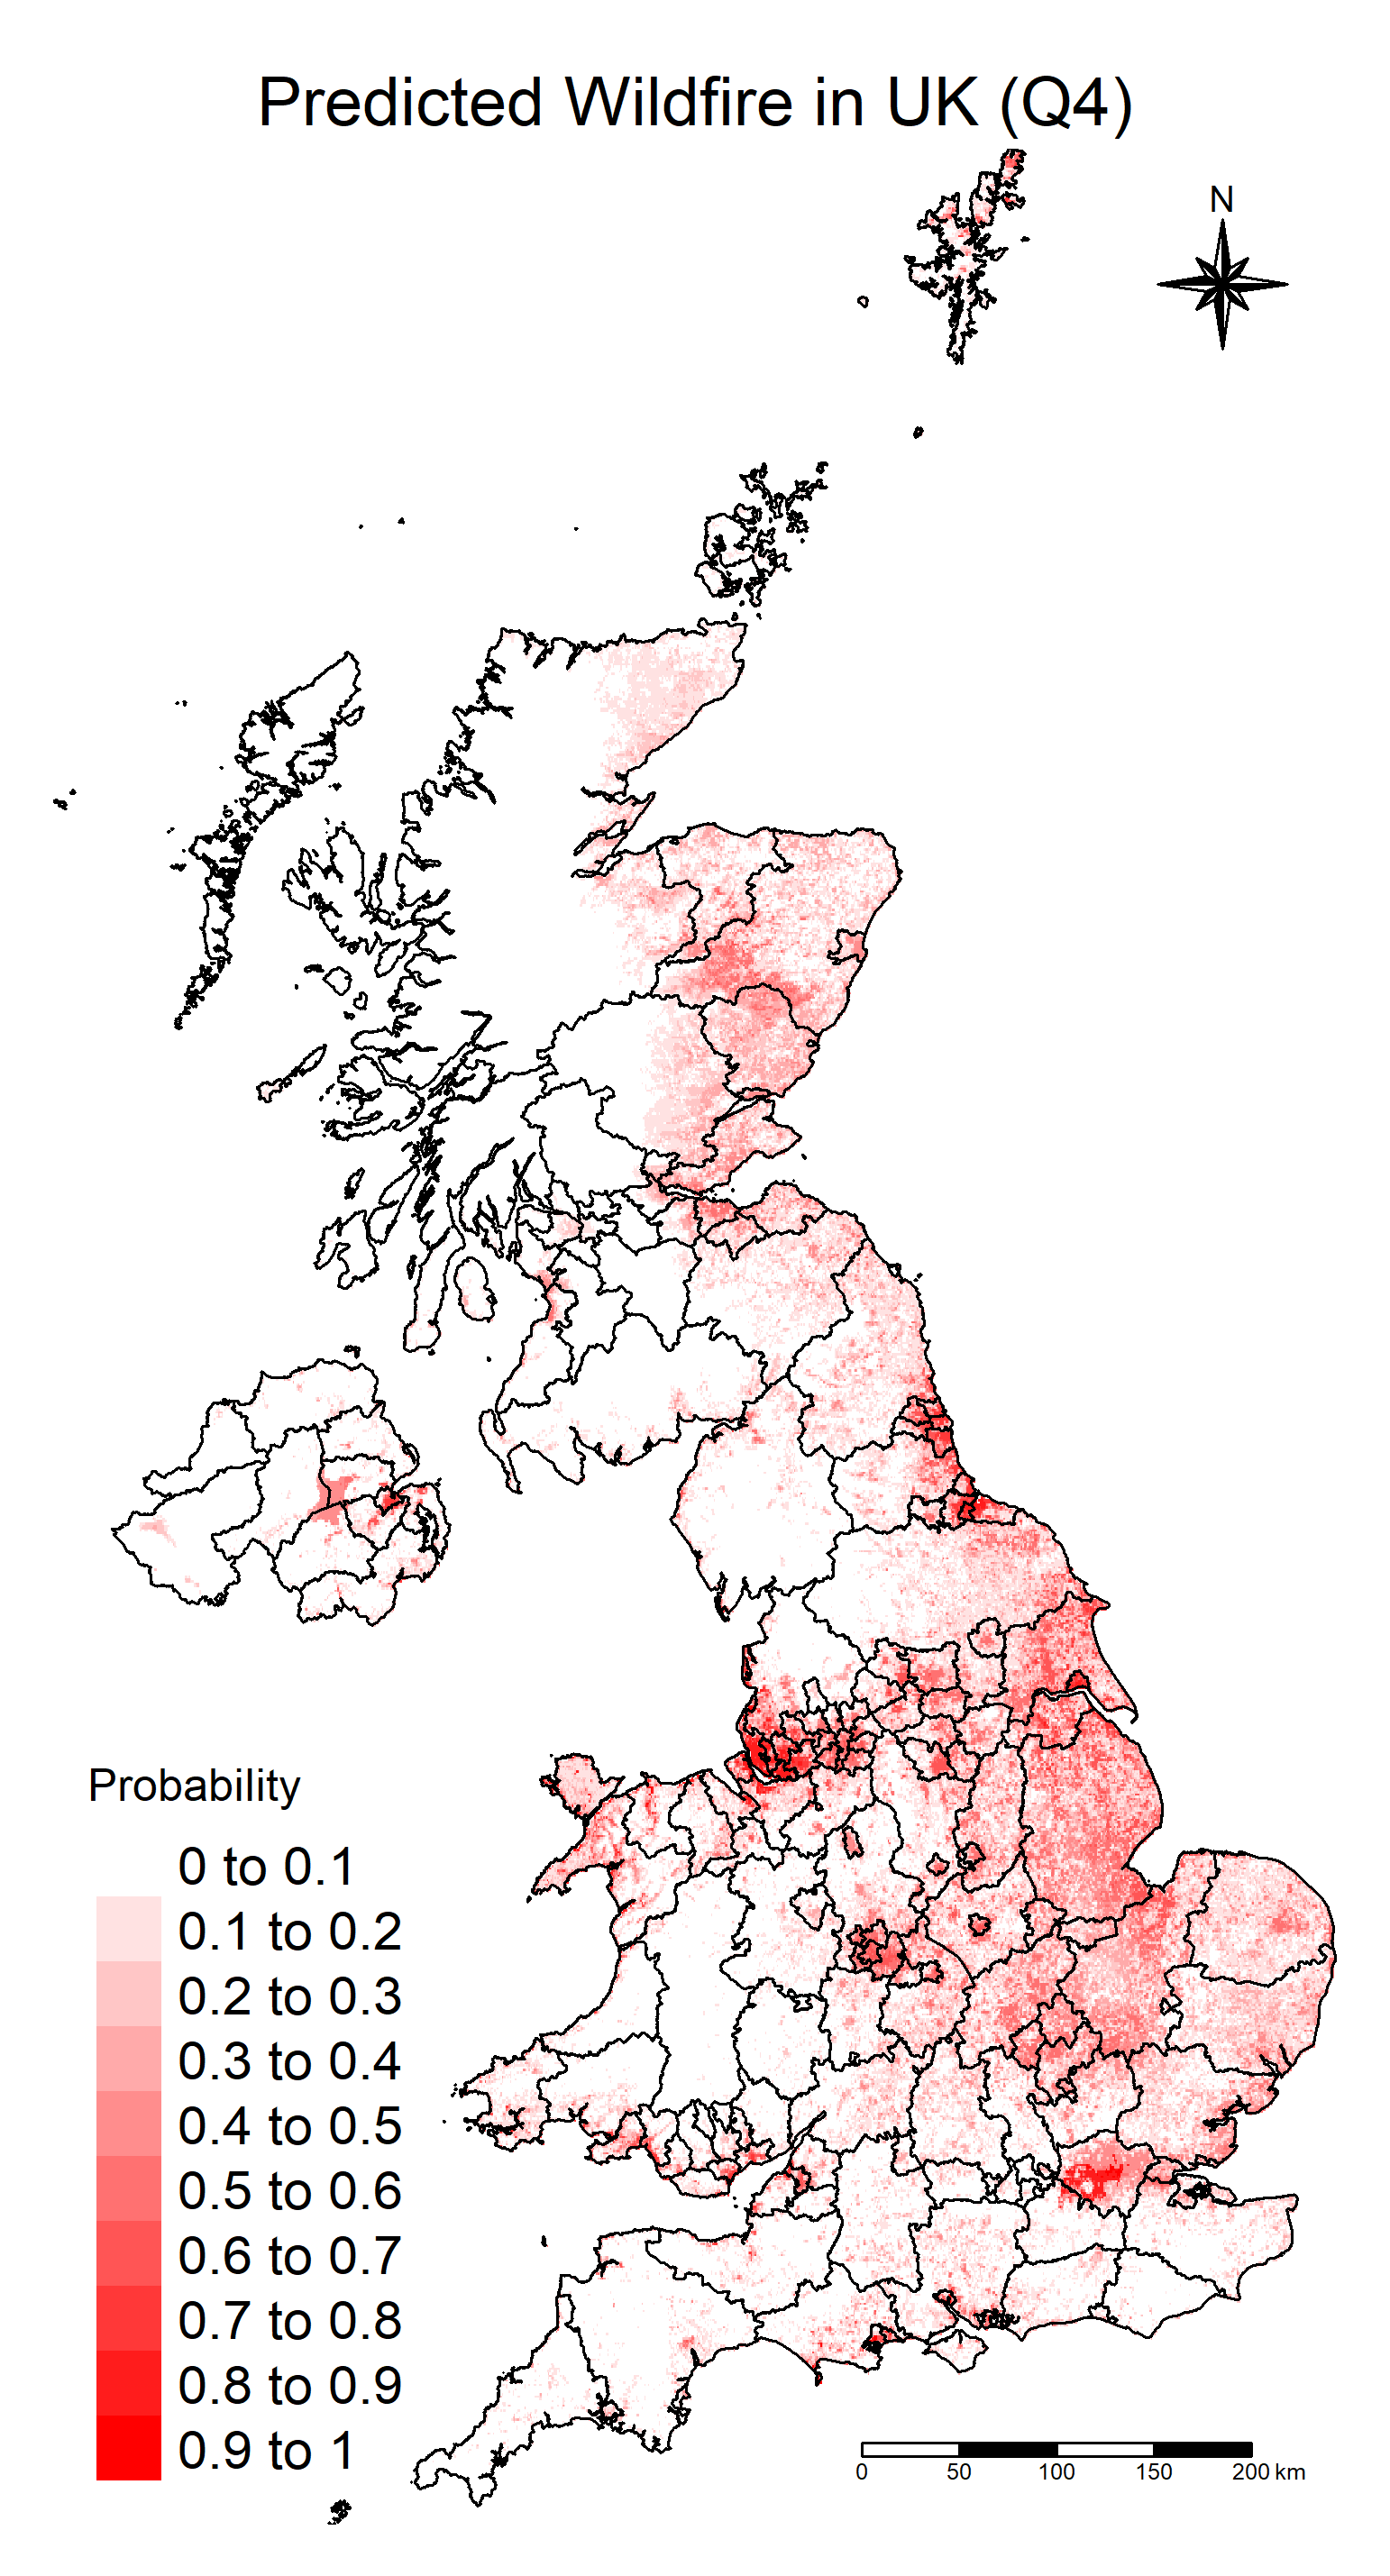 Predicted Wildfire in UK (Q4)
N
Probability
0 to 0.1
0.1 to 0.2
0.2 to 0.3
0.3 to 0.4
0.4 to 0.5
0.5 to 0.6
0.6 to 0.7
0.7 to 0.8
0.8 to 0.9
0.9 to 1
0 50 100 150 200 km